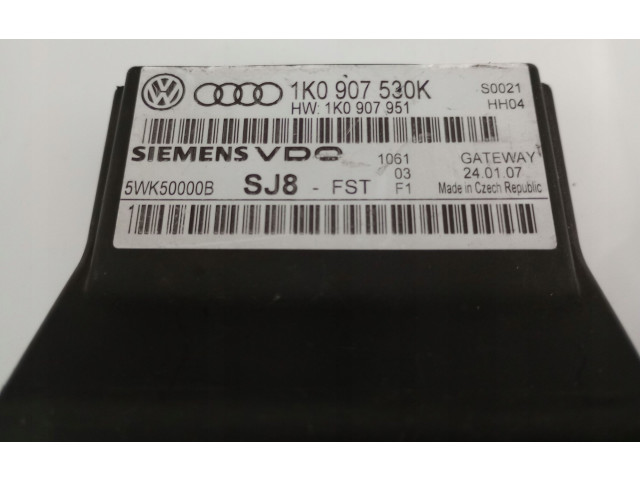 1K0 907 530K S0021
HW: 1K0 907 951 HH04
SIEMENS VDO 1061 GATEWAY
03 24.01.07
5WK50000B SJ8 - FST F1 Made in Czech Republic
1